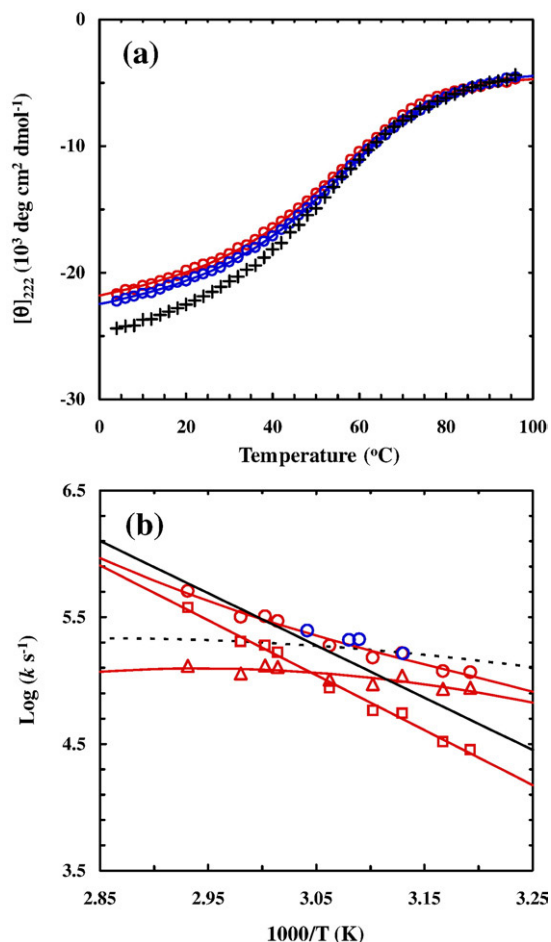 (a)
0
-10
-20
-30
[θ]₂₂₂ (10³ deg cm² dmol⁻¹)
0 20 40 60 80 100
Temperature (°C)
(b)
6.5
5.5
4.5
3.5
Log (k s⁻¹)
2.85 2.95 3.05 3.15 3.25
1000/T (K)